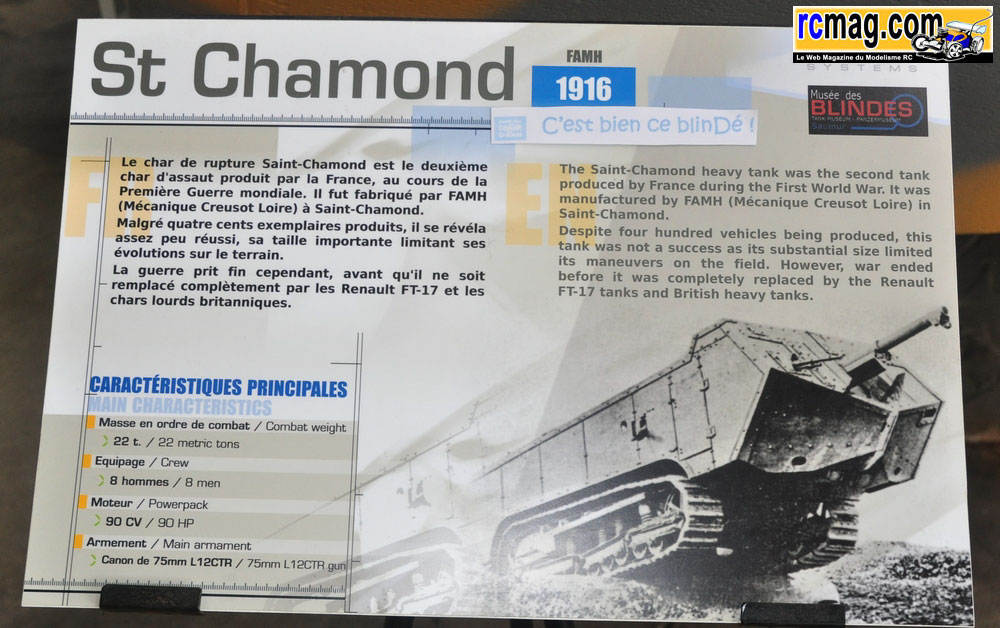 rcmag.com
Le Web Magazine du Modelisme RC
SYSTEMS
St Chamond
FAMH
1916
Musée des
BLINDES
TANK MUSEUM - PANZERMUSEUM
Saumur
C'est bien ce blinDé !
FR
Le char de rupture Saint-Chamond est le deuxième
char d'assaut produit par la France, au cours de la
Première Guerre mondiale. Il fut fabriqué par FAMH
(Mécanique Creusot Loire) à Saint-Chamond.
Malgré quatre cents exemplaires produits, il se révéla
assez peu réussi, sa taille importante limitant ses
évolutions sur le terrain.
La guerre prit fin cependant, avant qu'il ne soit
remplacé complètement par les Renault FT-17 et les
chars lourds britanniques.
EN
The Saint-Chamond heavy tank was the second tank
produced by France during the First World War. It was
manufactured by FAMH (Mécanique Creusot Loire) in
Saint-Chamond.
Despite four hundred vehicles being produced, this
tank was not a success as its substantial size limited
its maneuvers on the field. However, war ended
before it was completely replaced by the Renault
FT-17 tanks and British heavy tanks.
CARACTÉRISTIQUES PRINCIPALES
MAIN CHARACTERISTICS
Masse en ordre de combat / Combat weight
22 t. / 22 metric tons
Equipage / Crew
8 hommes / 8 men
Moteur / Powerpack
90 CV / 90 HP
Armement / Main armament
Canon de 75mm L12CTR / 75mm L12CTR gun